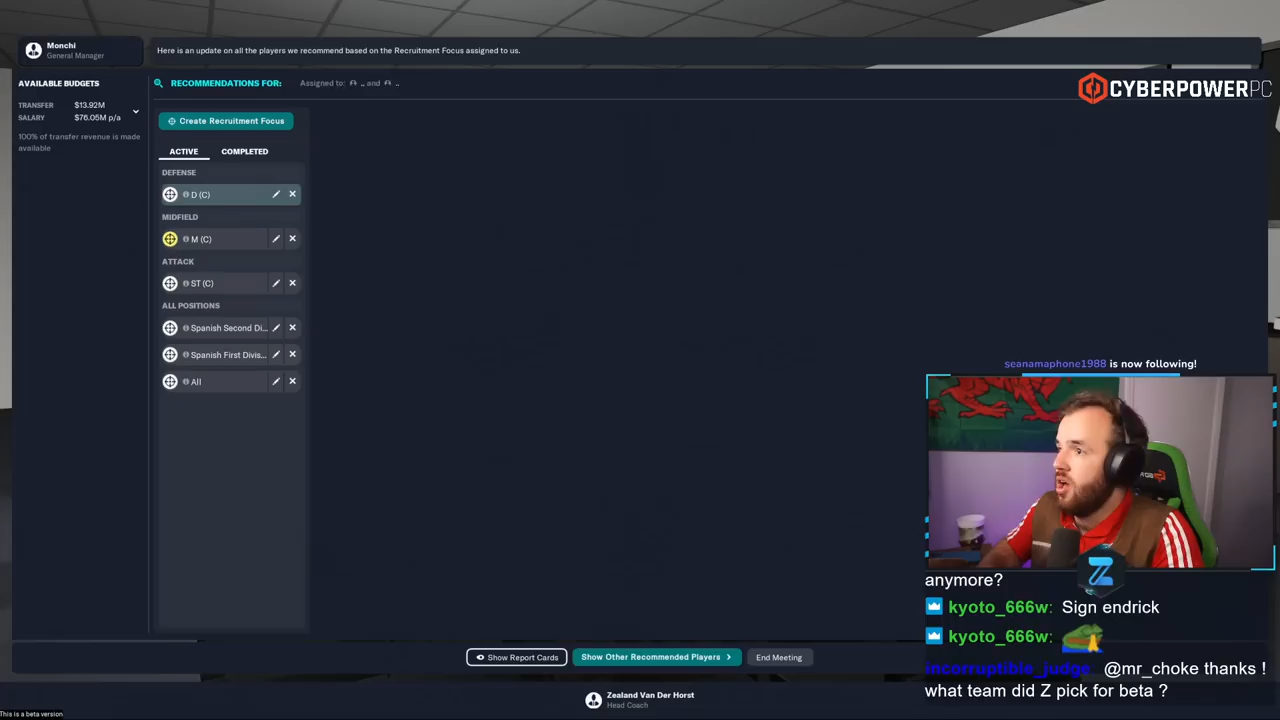 Monchi
General Manager
Here is an update on all the players we recommend based on the Recruitment Focus assigned to us.
AVAILABLE BUDGETS
TRANSFER $13.92M
SALARY $76.05M p/a
100% of transfer revenue is made
available
RECOMMENDATIONS FOR: Assigned to: .. and ..
CYBERPOWERPC
Create Recruitment Focus
ACTIVE COMPLETED
DEFENSE
D (C)
MIDFIELD
M (C)
ATTACK
ST (C)
ALL POSITIONS
Spanish Second Di...
Spanish First Divis...
All
seanamaphone1988 is now following!
anymore?
kyoto_666w: Sign endrick
kyoto_666w:
incorruptible_judge @mr_choke thanks !
what team did Z pick for beta ?
Show Report Cards Show Other Recommended Players End Meeting
Zealand Van Der Horst
Head Coach
This is a beta version